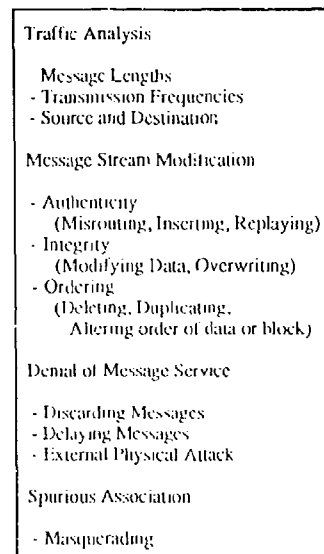 Traffic Analysis
Message Lengths
- Transmission Frequencies
- Source and Destination
Message Stream Modification
- Authenticity
(Misrouting, Inserting, Replaying)
- Integrity
(Modifying Data, Overwriting)
- Ordering
(Deleting, Duplicating,
Altering order of data or block)
Denial of Message Service
- Discarding Messages
- Delaying Messages
- External Physical Attack
Spurious Association
- Masquerading